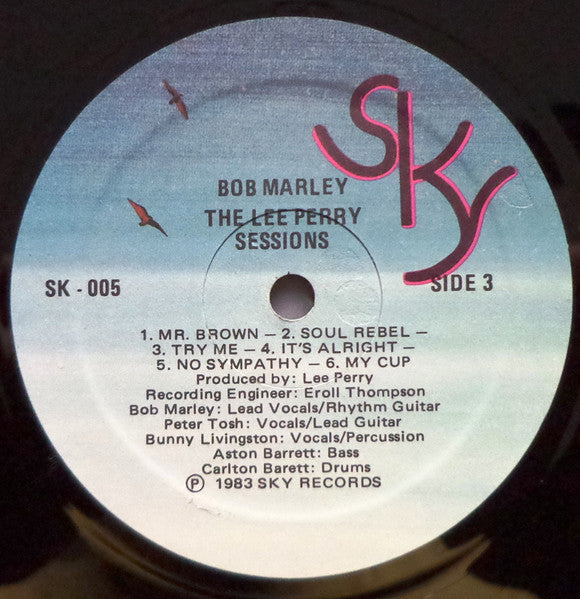 SKY
BOB MARLEY
THE LEE PERRY
SESSIONS
SK - 005
SIDE 3
1. MR. BROWN — 2. SOUL REBEL —
3. TRY ME — 4. IT'S ALRIGHT —
5. NO SYMPATHY — 6. MY CUP
Produced by: Lee Perry
Recording Engineer: Eroll Thompson
Bob Marley: Lead Vocals/Rhythm Guitar
Peter Tosh: Vocals/Lead Guitar
Bunny Livingston: Vocals/Percussion
Aston Barrett: Bass
Carlton Barett: Drums
Ⓟ 1983 SKY RECORDS